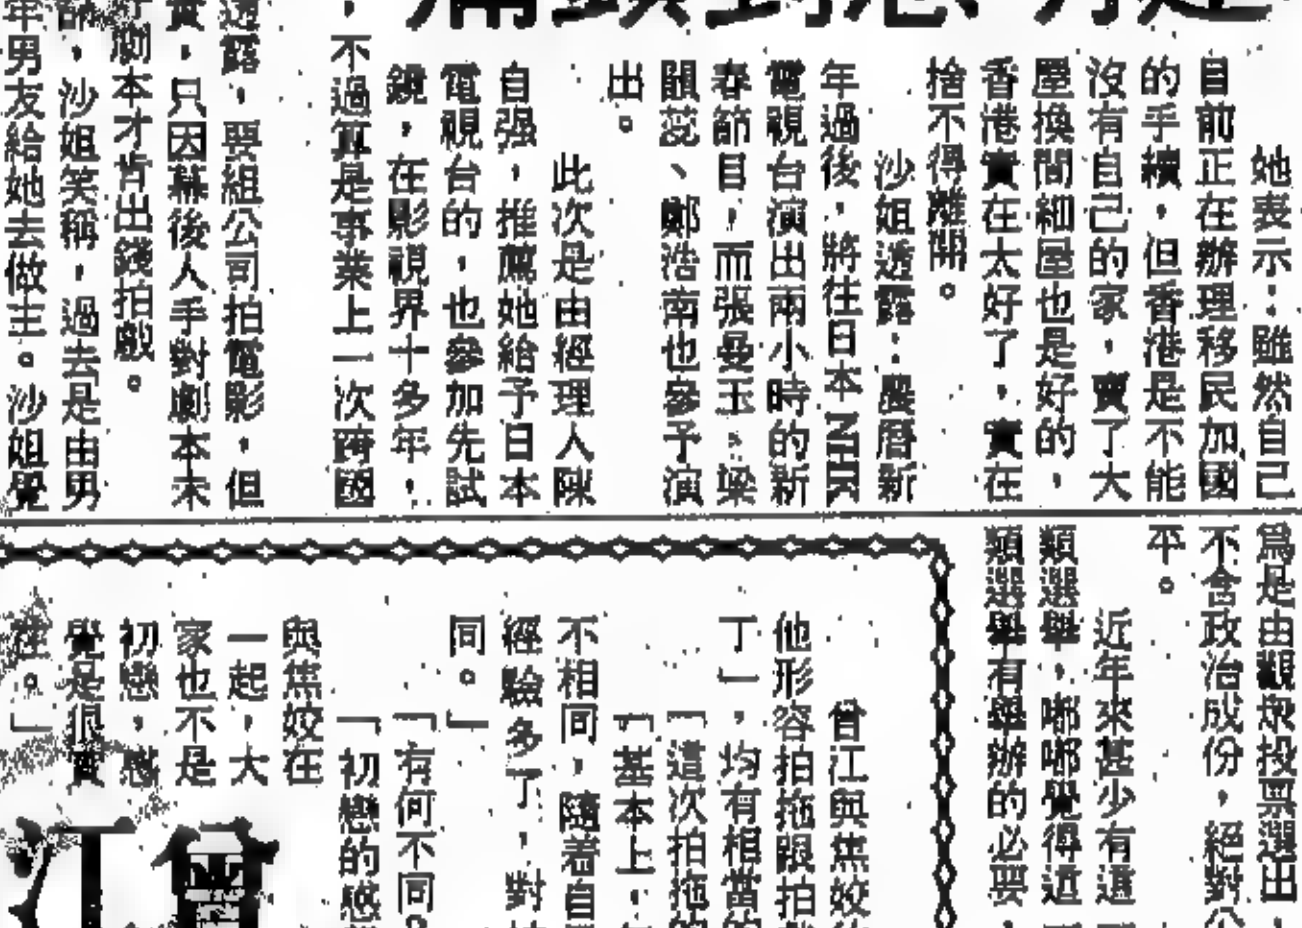 她表示：雖然自己
目前正在辦理移民加國
的手續，但香港是不能
沒有自己的家，賣了大
屋換間細屋也是好的，
香港實在太好了，實在
捨不得離開。
沙姐透露：農曆新
年過後，將往日本NHK
電視台演出兩小時的新
春節目，而張曼玉、梁
韻蕊、鄭浩南也參予演
出。
此次是由經理人陳
自强，推薦她給予日本
電視台的，也參加先試
鏡，在影視界十多年，
，不過算是事業上一次跨國
透露，要組公司拍電影，但
，只因幕後人手對劇本未
劇本才肯出錢拍戲。
，沙姐笑稱，過去是由男
年男友給她去做主。沙姐覺
爲是由觀眾投票選出，
不含政治成份，絕對公
平。
近年來甚少有這
類選舉，嘟嘟覺得這
類選舉有舉辦的必要，
曾江與焦姣
他形容拍拖跟拍
丁」，均有相當的
「這次拍拖的
「基本上，
不相同，隨着自
經驗多了，對
同。」
「有何不同？
「初戀的感
與焦姣在
一起，大
家也不是
初戀，感
覺是很實
在。」
曾江